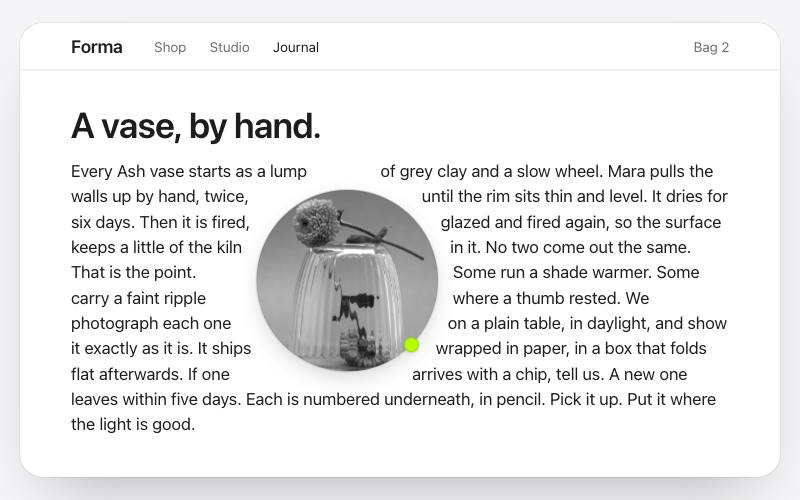 Forma Shop Studio Journal Bag 2
A vase, by hand.
Every Ash vase starts as a lump of grey clay and a slow wheel. Mara pulls the
walls up by hand, twice, until the rim sits thin and level. It dries for
six days. Then it is fired, glazed and fired again, so the surface
keeps a little of the kiln in it. No two come out the same.
That is the point. Some run a shade warmer. Some
carry a faint ripple where a thumb rested. We
photograph each one on a plain table, in daylight, and show
it exactly as it is. It ships wrapped in paper, in a box that folds
flat afterwards. If one arrives with a chip, tell us. A new one
leaves within five days. Each is numbered underneath, in pencil. Pick it up. Put it where
the light is good.